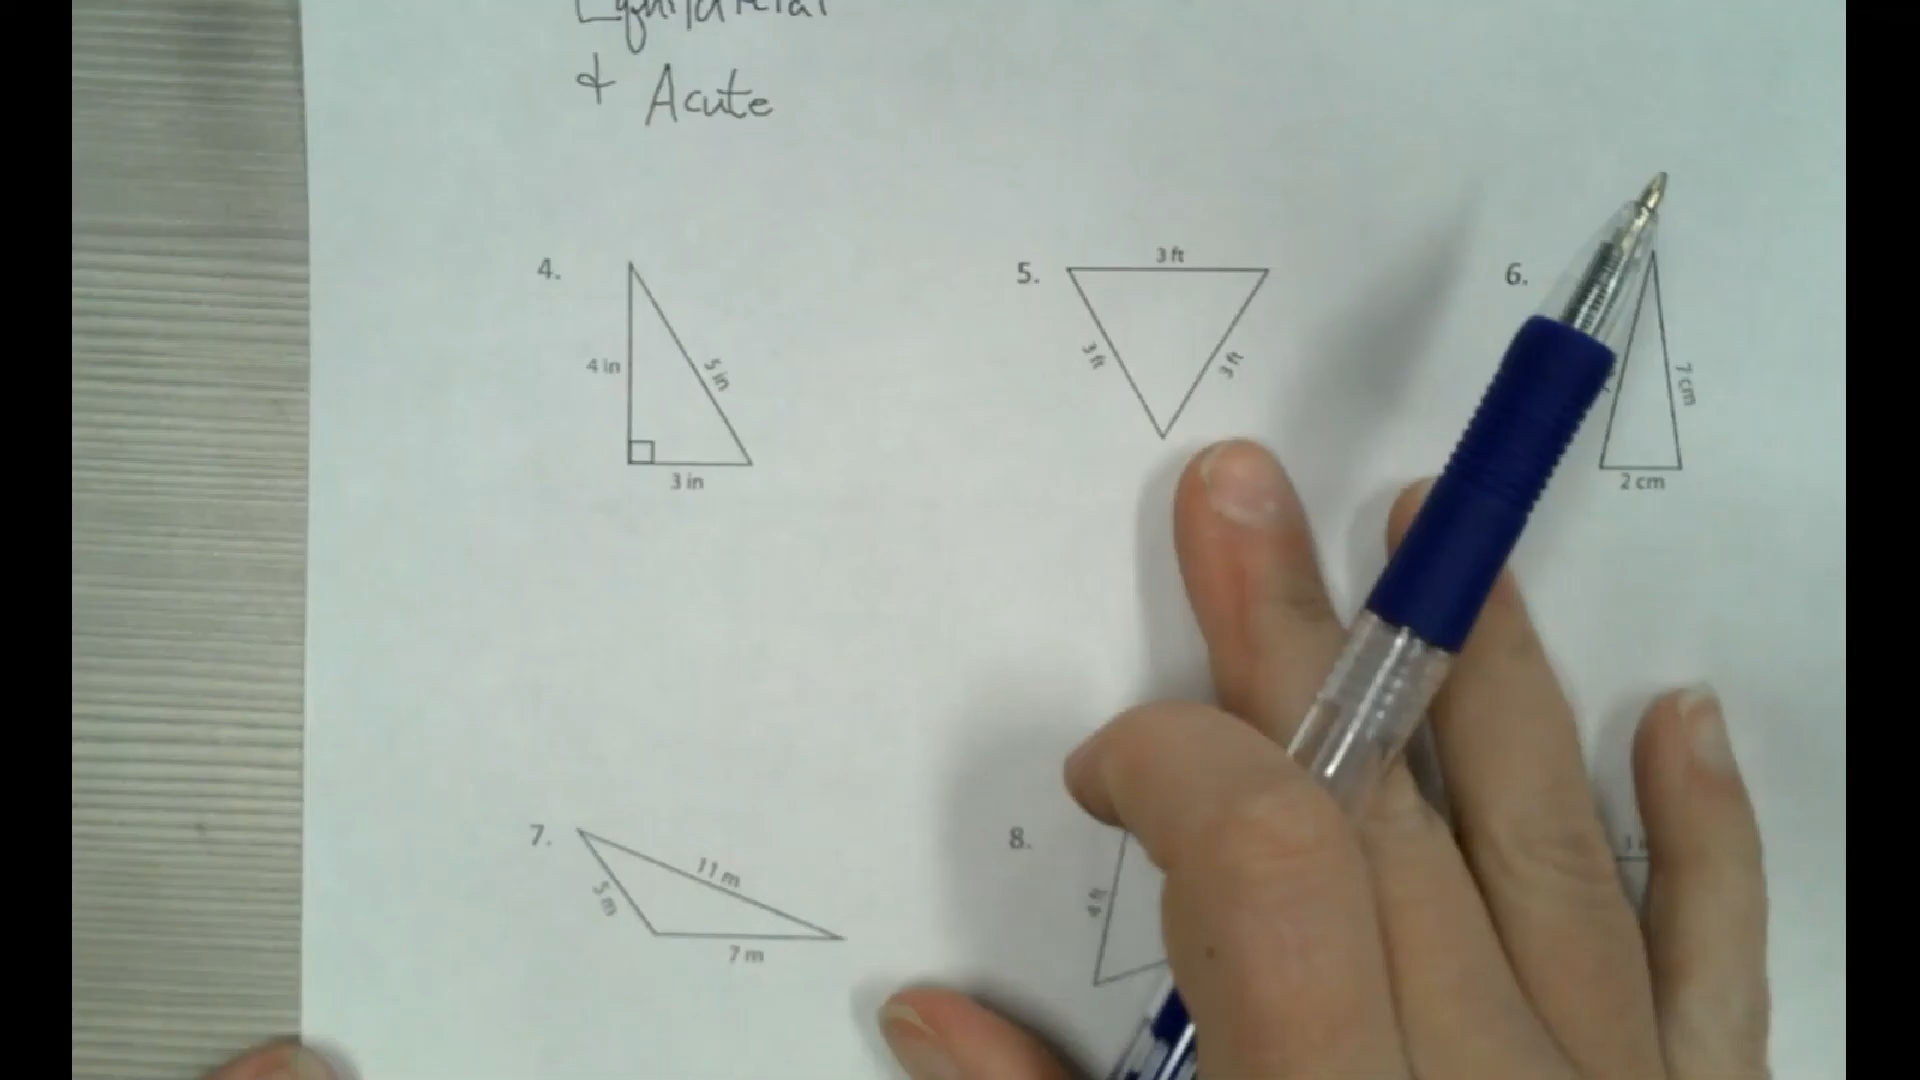 Equilateral
+ Acute
4.
4 in
5 in
3 in
5.
3 ft
3 ft
3 ft
6.
7 cm
2 cm
7.
11 m
5 m
7 m
8.
4 ft